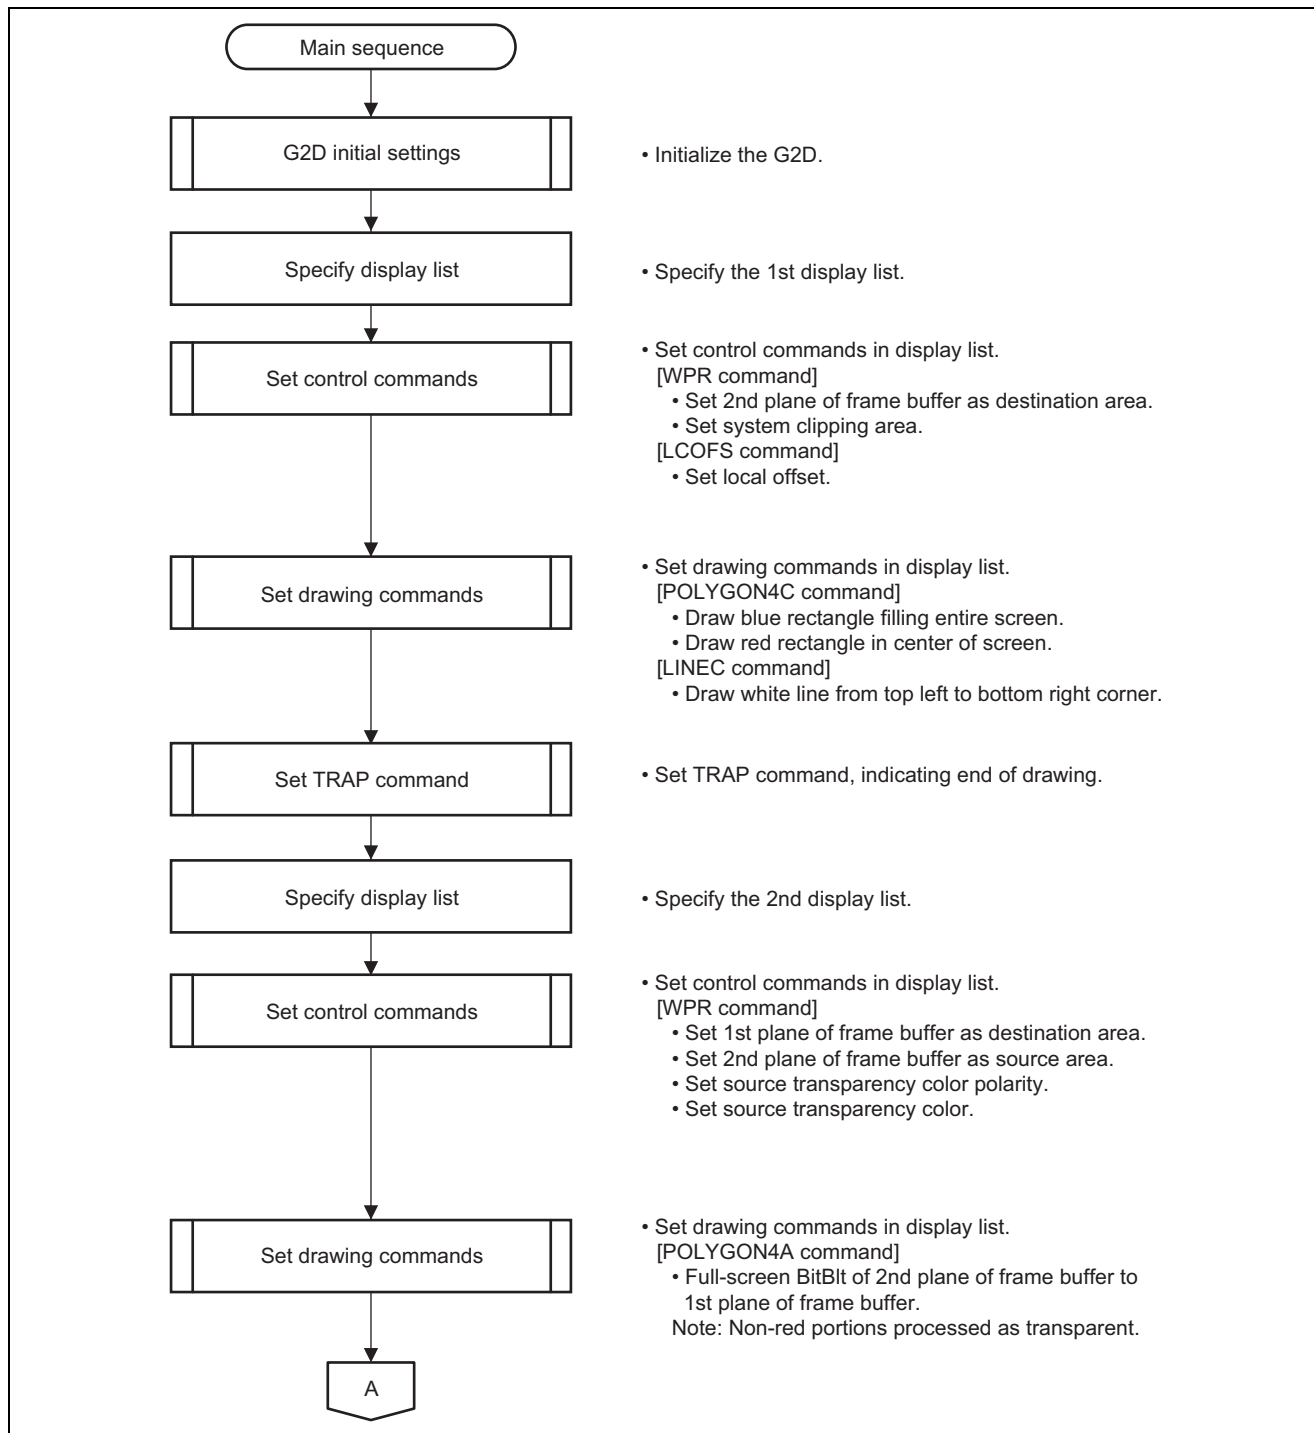 Main sequence
G2D initial settings
• Initialize the G2D.
Specify display list
• Specify the 1st display list.
Set control commands
• Set control commands in display list.
[WPR command]
• Set 2nd plane of frame buffer as destination area.
• Set system clipping area.
[LCOFS command]
• Set local offset.
Set drawing commands
• Set drawing commands in display list.
[POLYGON4C command]
• Draw blue rectangle filling entire screen.
• Draw red rectangle in center of screen.
[LINEC command]
• Draw white line from top left to bottom right corner.
Set TRAP command
• Set TRAP command, indicating end of drawing.
Specify display list
• Specify the 2nd display list.
Set control commands
• Set control commands in display list.
[WPR command]
• Set 1st plane of frame buffer as destination area.
• Set 2nd plane of frame buffer as source area.
• Set source transparency color polarity.
• Set source transparency color.
Set drawing commands
• Set drawing commands in display list.
[POLYGON4A command]
• Full-screen BitBlt of 2nd plane of frame buffer to
1st plane of frame buffer.
Note: Non-red portions processed as transparent.
A